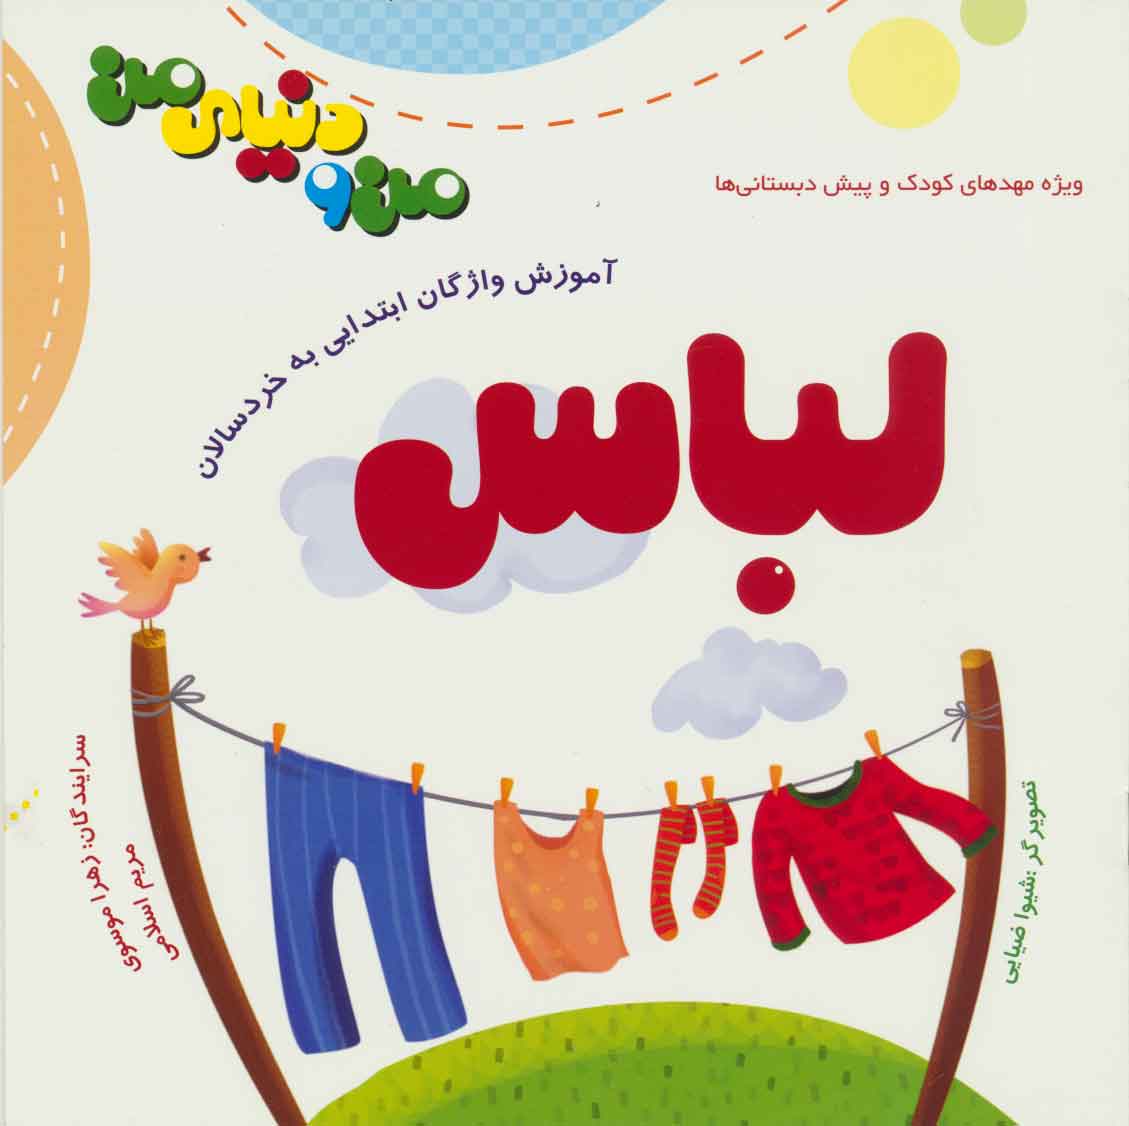 من و
دنیای
من
ویژه مهدهای کودک و پیش دبستانی‌ها
آموزش واژگان ابتدایی به خردسالان
لباس
سرایندگان: زهرا موسوی
مریم اسلامی
تصویرگر: شیوا ضیایی